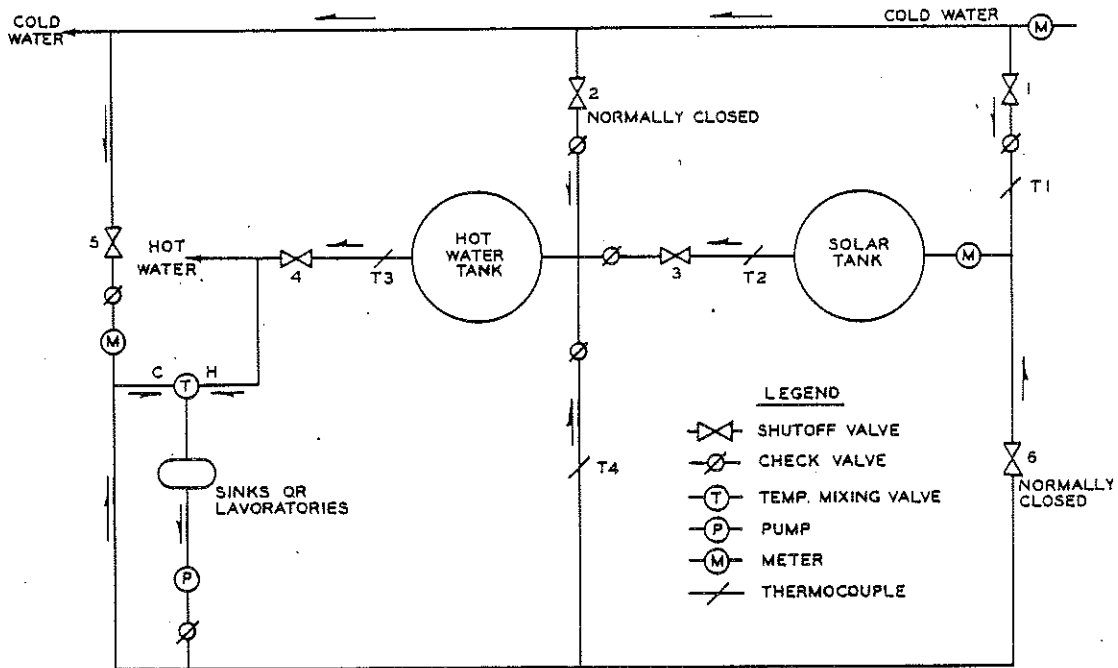 COLD
WATER
COLD WATER
M
1
2
NORMALLY CLOSED
T1
5
HOT
WATER
4
T3
HOT
WATER
TANK
3
T2
SOLAR
TANK
M
M
C
T
H
SINKS OR
LAVORATORIES
P
T4
6
NORMALLY
CLOSED
LEGEND
SHUTOFF VALVE
CHECK VALVE
T
TEMP. MIXING VALVE
P
PUMP
M
METER
THERMOCOUPLE